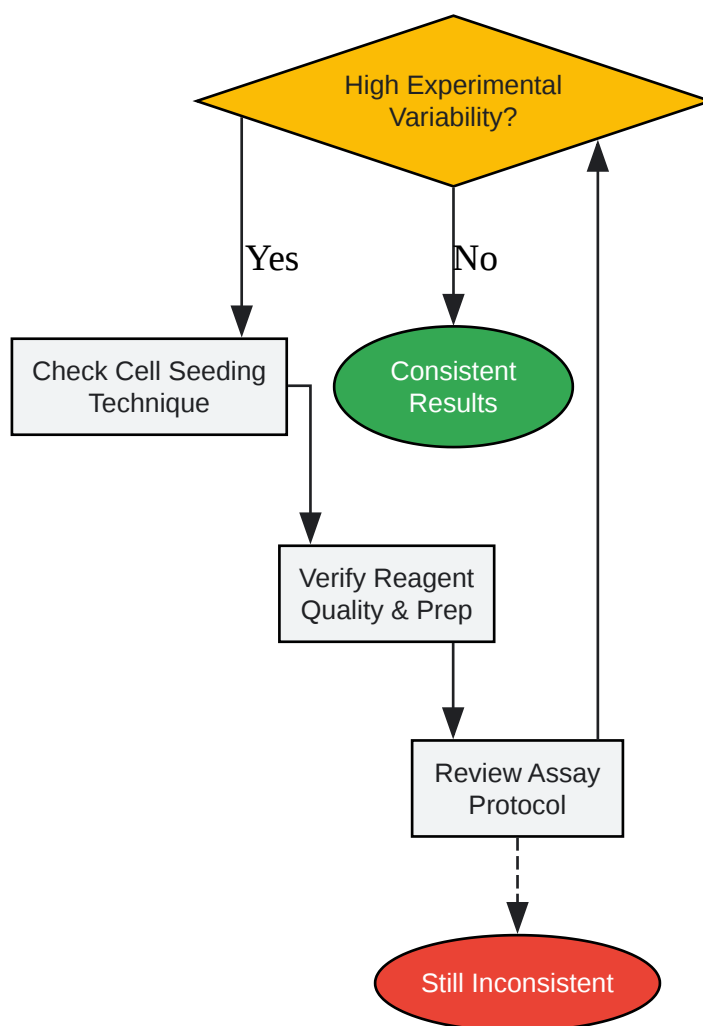 High Experimental
Variability?
Yes
No
Check Cell Seeding
Technique
Consistent
Results
Verify Reagent
Quality & Prep
Review Assay
Protocol
Still Inconsistent